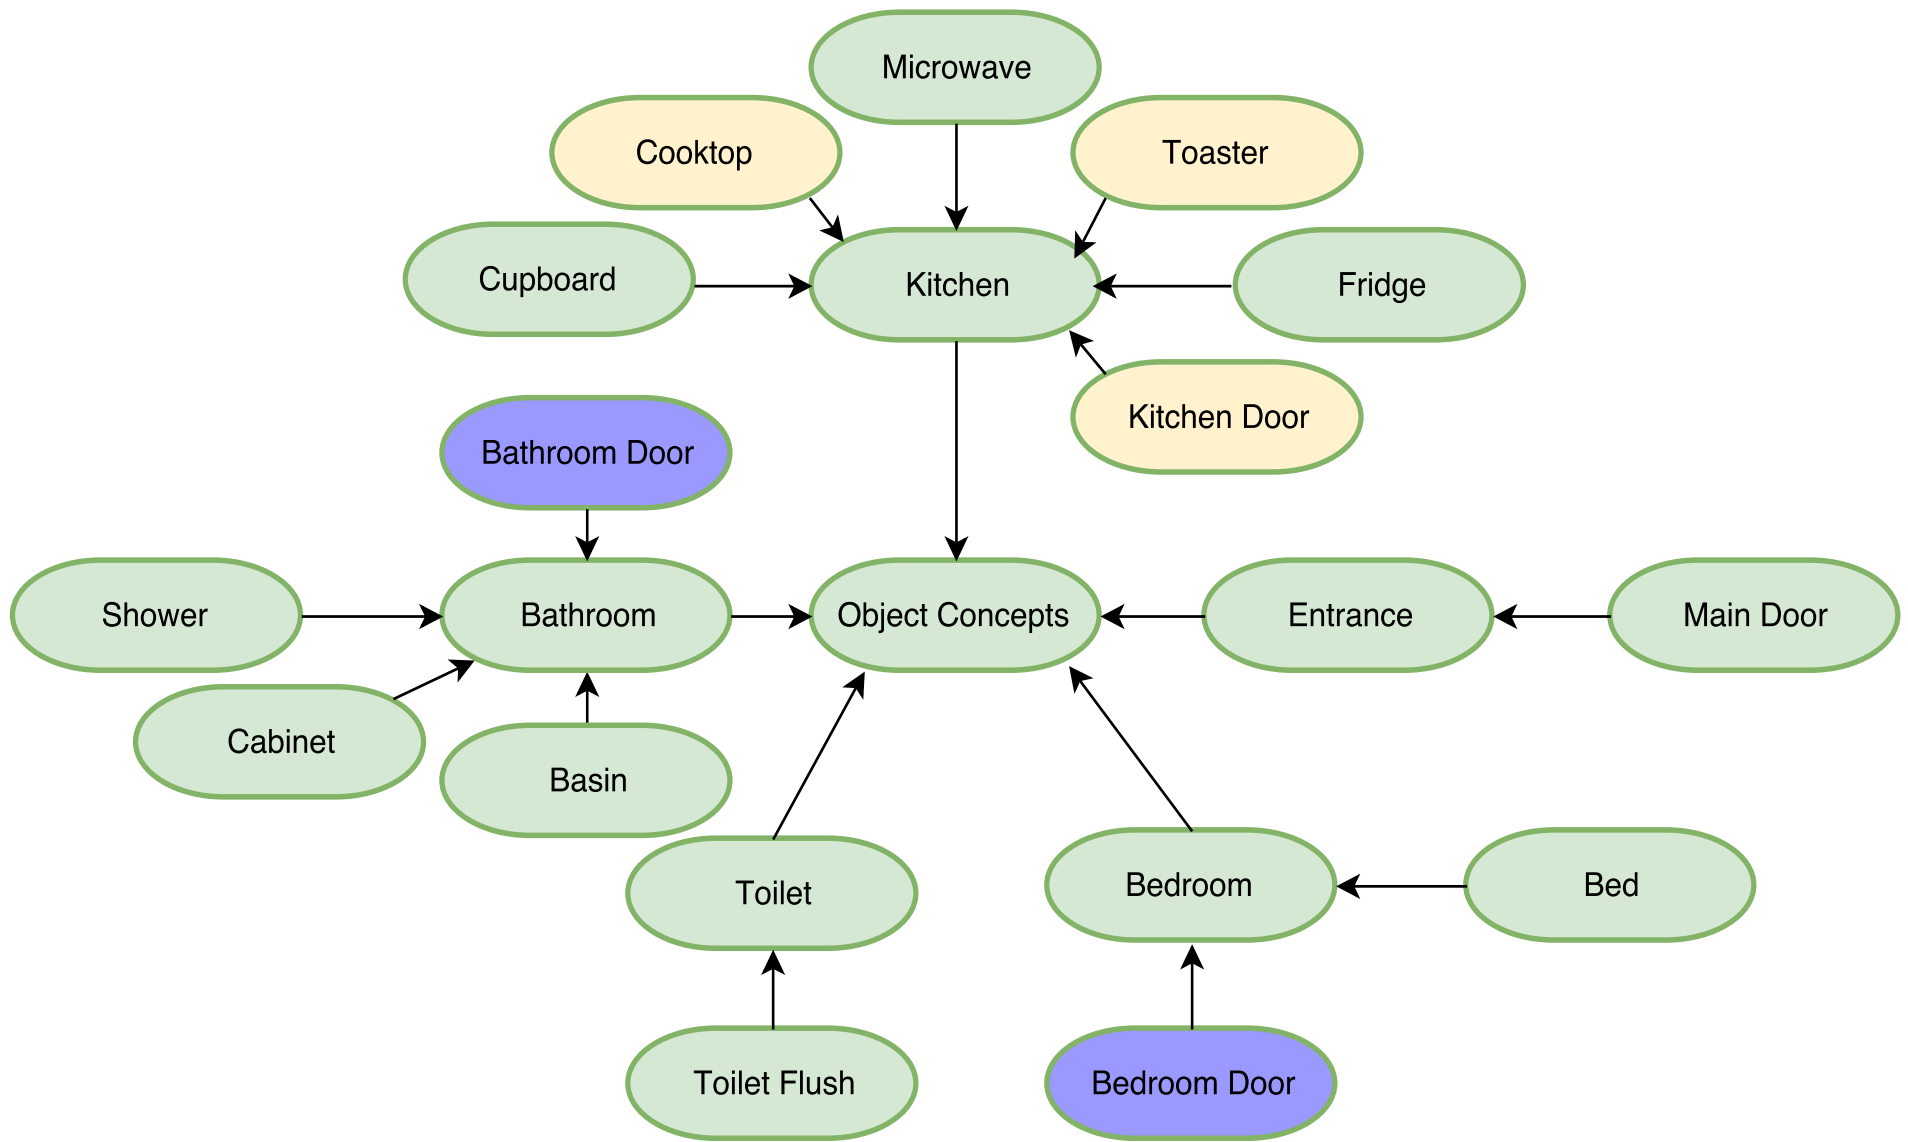 Microwave
Cooktop
Toaster
Cupboard
Kitchen
Fridge
Kitchen Door
Bathroom Door
Shower
Bathroom
Object Concepts
Entrance
Main Door
Cabinet
Basin
Toilet
Bedroom
Bed
Toilet Flush
Bedroom Door